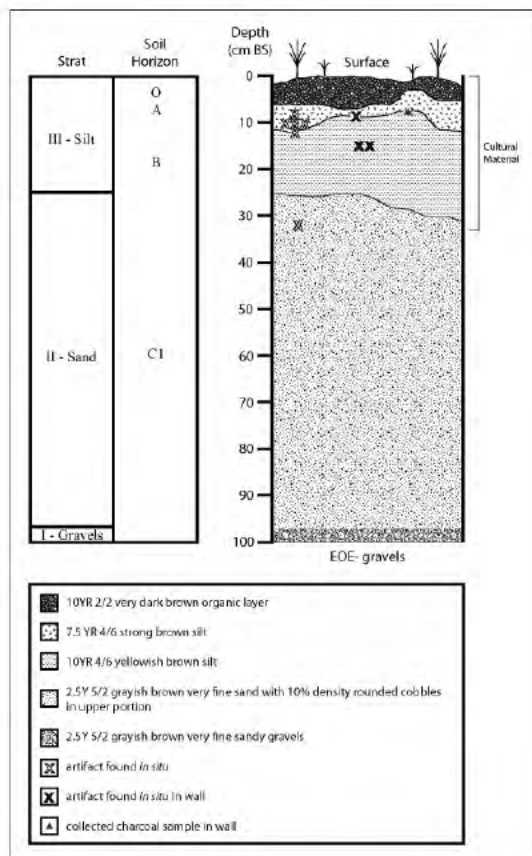 Strat
Soil
Horizon
Depth
(cm BS)
Surface
III - Silt
O
A
B
II - Sand
C1
I - Gravels
0
10
20
30
40
50
60
70
80
90
100
Cultural
Material
EOE- gravels
10YR 2/2 very dark brown organic layer
7.5 YR 4/6 strong brown silt
10YR 4/6 yellowish brown silt
2.5Y 5/2 grayish brown very fine sand with 10% density rounded cobbles
in upper portion
2.5Y 5/2 grayish brown very fine sandy gravels
artifact found in situ
artifact found in situ in wall
collected charcoal sample in wall